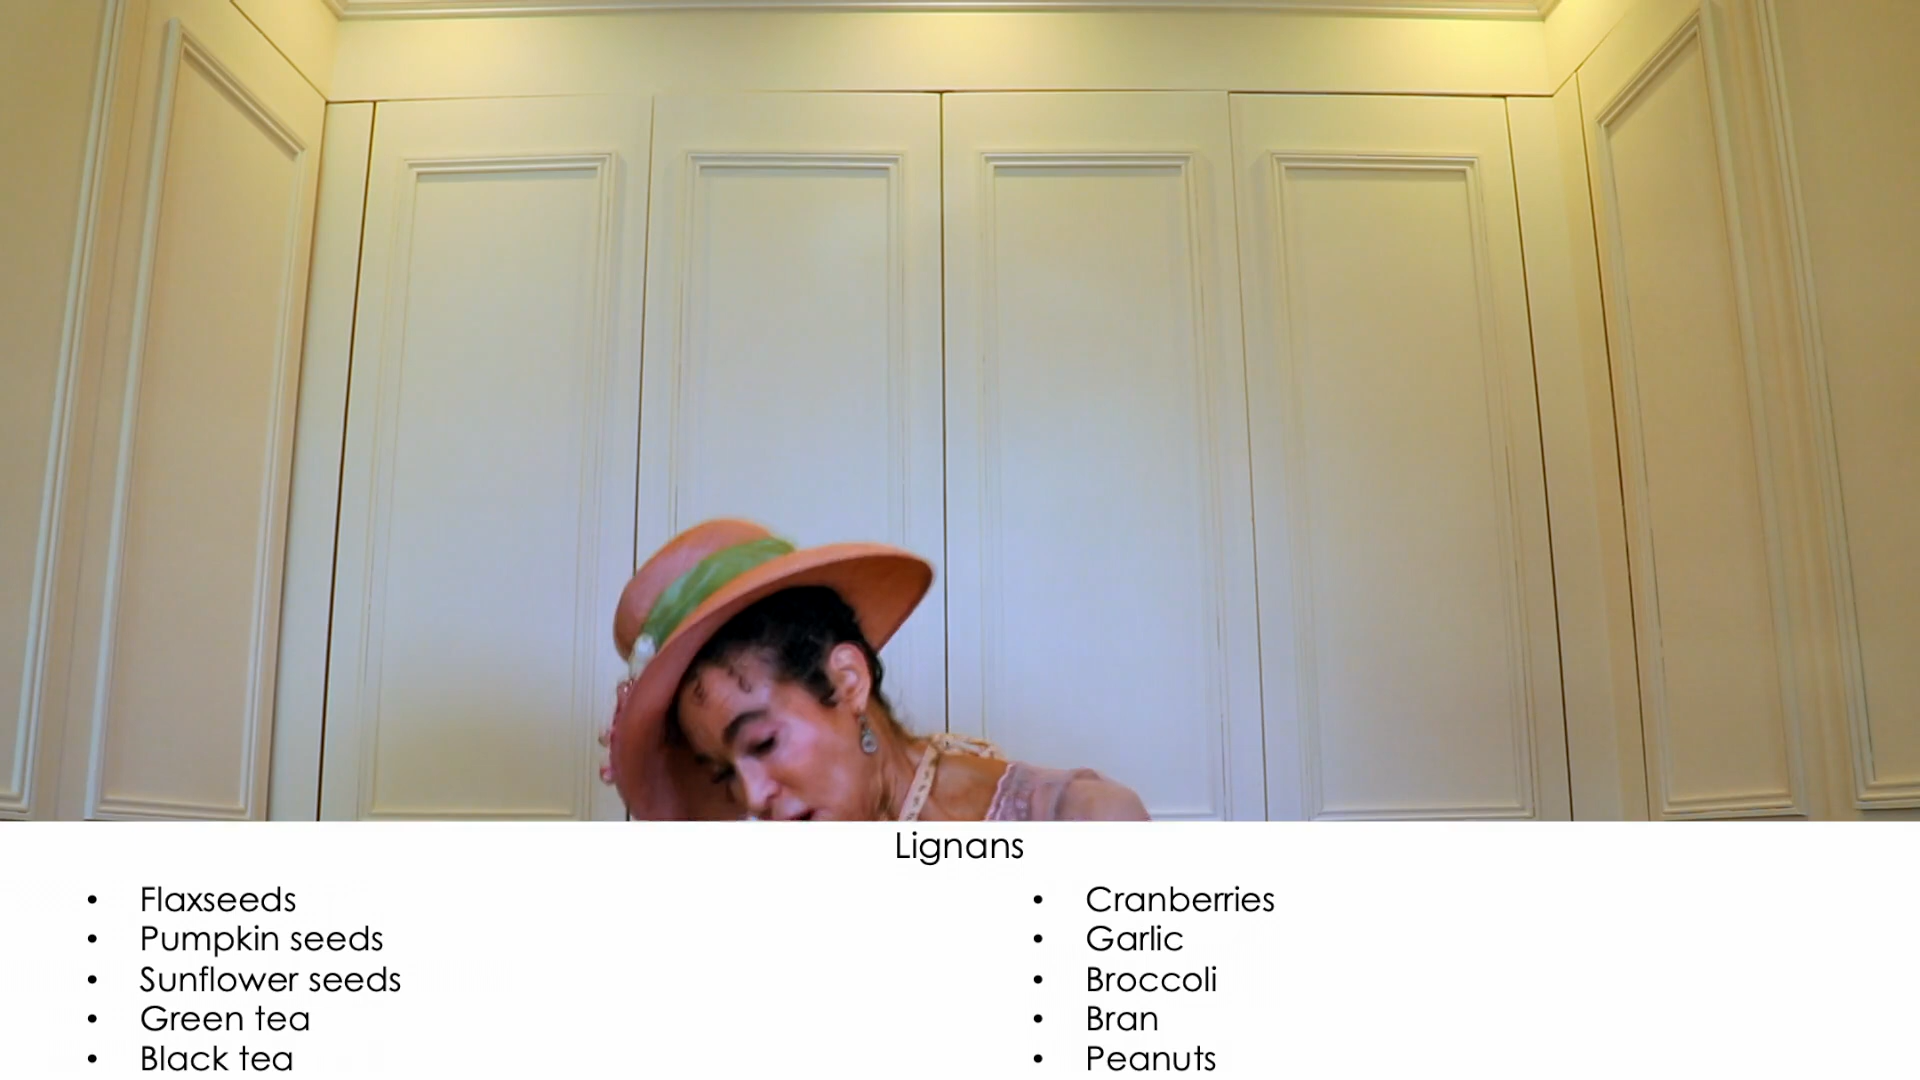 Lignans
• Flaxseeds
• Pumpkin seeds
• Sunflower seeds
• Green tea
• Black tea
• Cranberries
• Garlic
• Broccoli
• Bran
• Peanuts